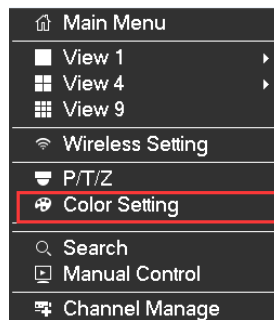 Main Menu
View 1
View 4
View 9
Wireless Setting
P/T/Z
Color Setting
Search
Manual Control
Channel Manage